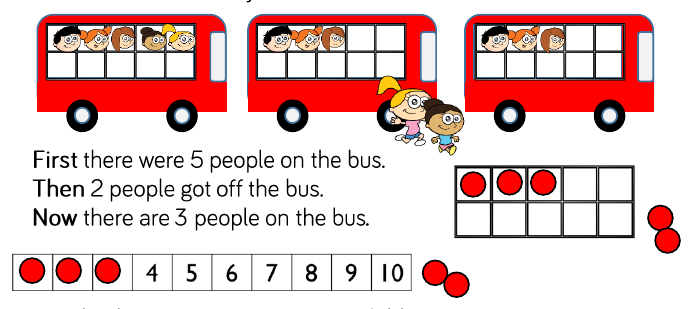 First there were 5 people on the bus.
Then 2 people got off the bus.
Now there are 3 people on the bus.
4 5 6 7 8 9 10